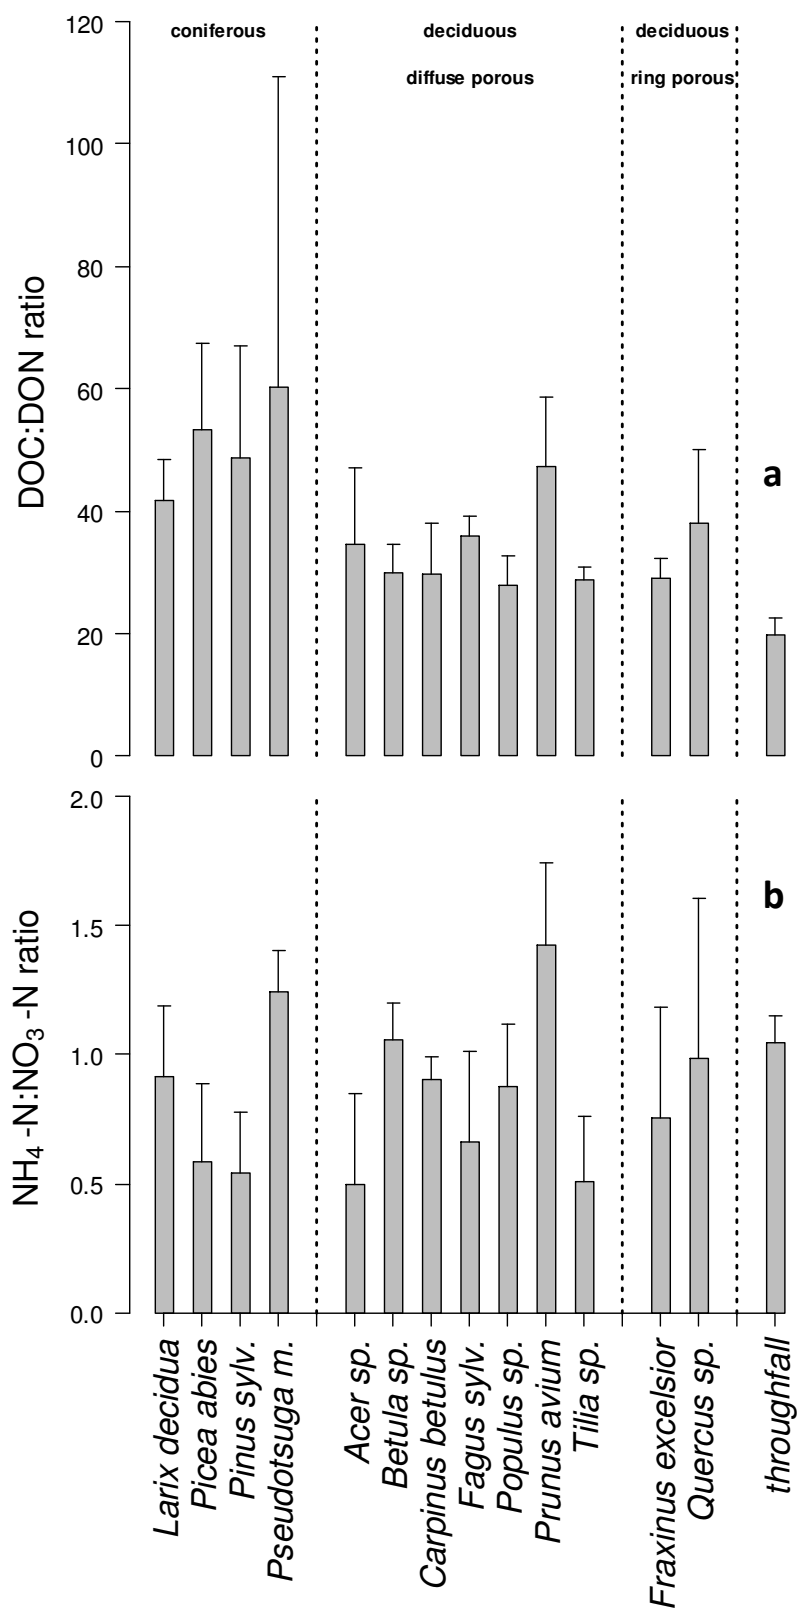 120
100
80
60
40
20
0
DOC:DON ratio
coniferous
deciduous
diffuse porous
deciduous
ring porous
a
2.0
1.5
1.0
0.5
0.0
NH4 -N:NO3 -N ratio
b
Larix decidua
Picea abies
Pinus sylv.
Pseudotsuga m.
Acer sp.
Betula sp.
Carpinus betulus
Fagus sylv.
Populus sp.
Prunus avium
Tilia sp.
Fraxinus excelsior
Quercus sp.
throughfall